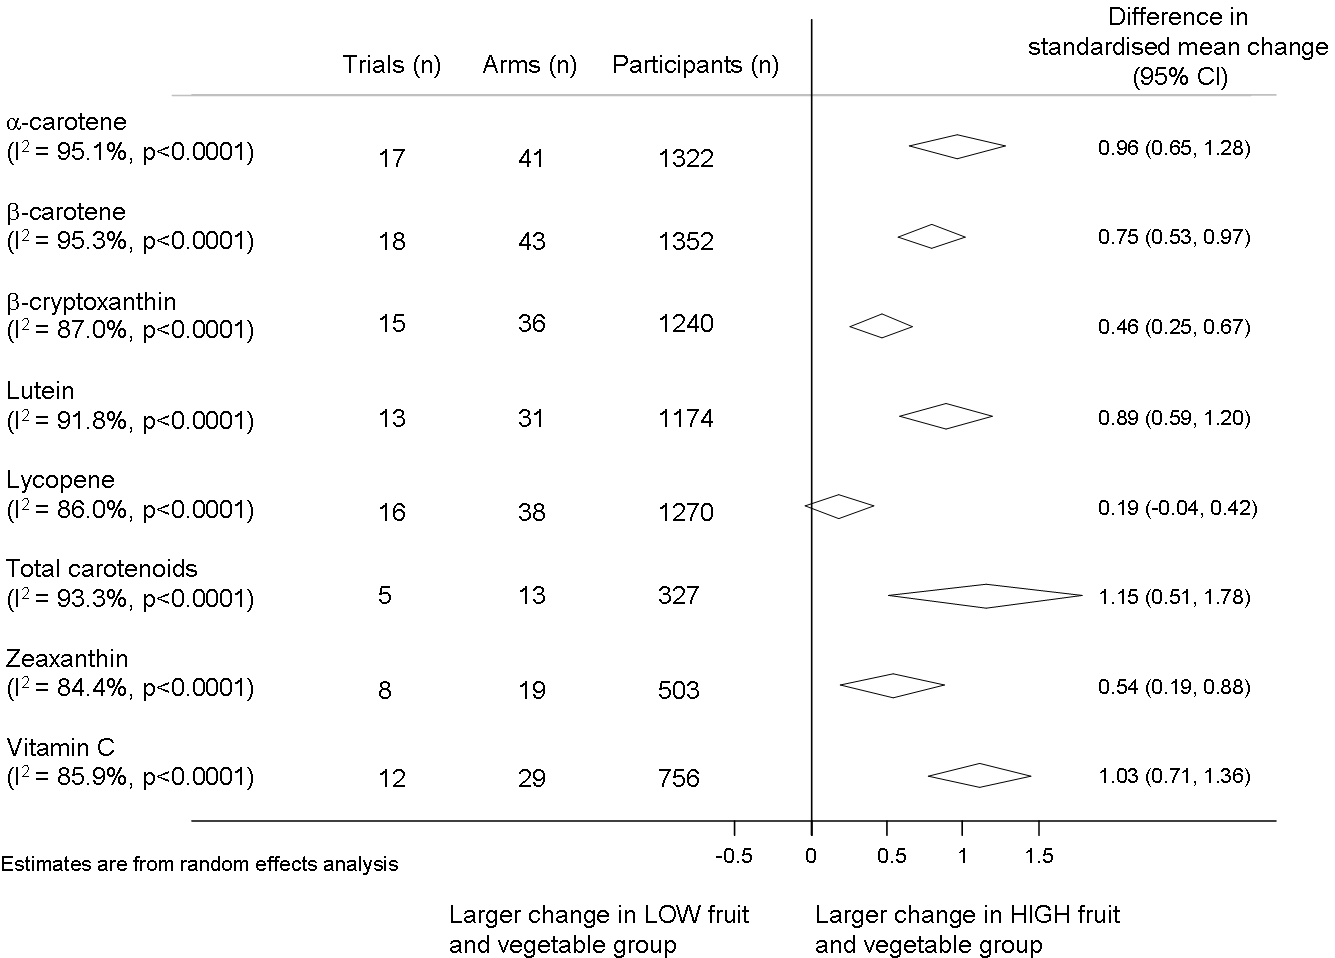 Difference in
standardised mean change
(95% CI)
Trials (n) Arms (n) Participants (n)
α-carotene
(I² = 95.1%, p<0.0001) 17 41 1322 0.96 (0.65, 1.28)
β-carotene
(I² = 95.3%, p<0.0001) 18 43 1352 0.75 (0.53, 0.97)
β-cryptoxanthin
(I² = 87.0%, p<0.0001) 15 36 1240 0.46 (0.25, 0.67)
Lutein
(I² = 91.8%, p<0.0001) 13 31 1174 0.89 (0.59, 1.20)
Lycopene
(I² = 86.0%, p<0.0001) 16 38 1270 0.19 (-0.04, 0.42)
Total carotenoids
(I² = 93.3%, p<0.0001) 5 13 327 1.15 (0.51, 1.78)
Zeaxanthin
(I² = 84.4%, p<0.0001) 8 19 503 0.54 (0.19, 0.88)
Vitamin C
(I² = 85.9%, p<0.0001) 12 29 756 1.03 (0.71, 1.36)
-0.5 0 0.5 1 1.5
Estimates are from random effects analysis
Larger change in LOW fruit
and vegetable group
Larger change in HIGH fruit
and vegetable group